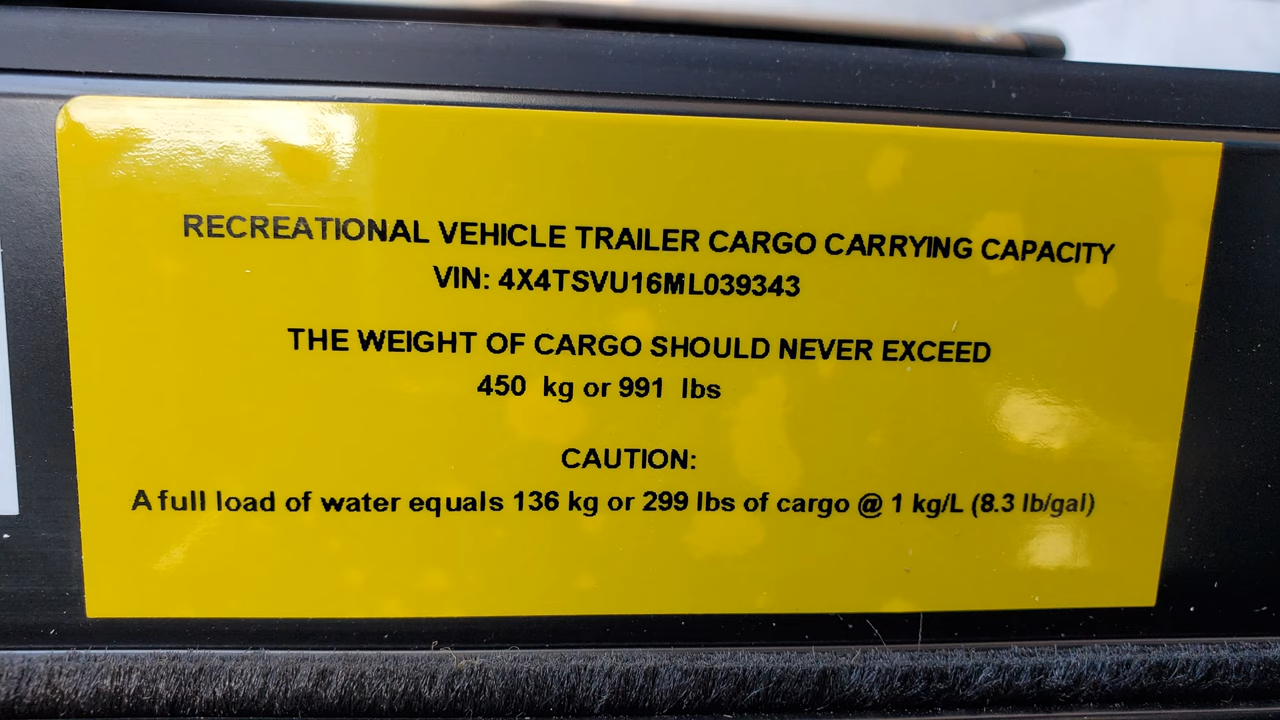 RECREATIONAL VEHICLE TRAILER CARGO CARRYING CAPACITY
VIN: 4X4TSVU16ML039343
THE WEIGHT OF CARGO SHOULD NEVER EXCEED
450 kg or 991 lbs
CAUTION:
A full load of water equals 136 kg or 299 lbs of cargo @ 1 kg/L (8.3 lb/gal)